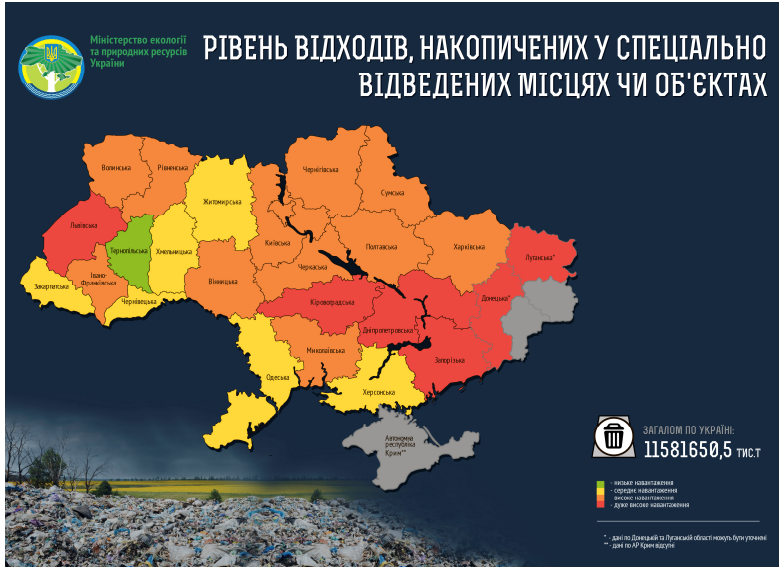 Міністерство екології
та природних ресурсів
України
РІВЕНЬ ВІДХОДІВ, НАКОПИЧЕНИХ У СПЕЦІАЛЬНО
ВІДВЕДЕНИХ МІСЦЯХ ЧИ ОБ'ЄКТАХ
Волинська
Рівненська
Житомирська
Чернігівська
Сумська
Львівська
Тернопільська
Хмельницька
Київська
Полтавська
Харківська
Луганська*
Закарпатська
Івано-
Франківська
Чернівецька
Вінницька
Черкаська
Кіровоградська
Дніпропетровська
Донецька*
Миколаївська
Запорізька
Одеська
Херсонська
Автономна
республіка
Крим**
ЗАГАЛОМ ПО УКРАЇНІ:
11581650,5 тис.т
- низьке навантаження
- середнє навантаження
- високе навантаження
- дуже високе навантаження
* - дані по Донецькій та Луганській області можуть бути уточнені
** - дані по АР Крим відсутні